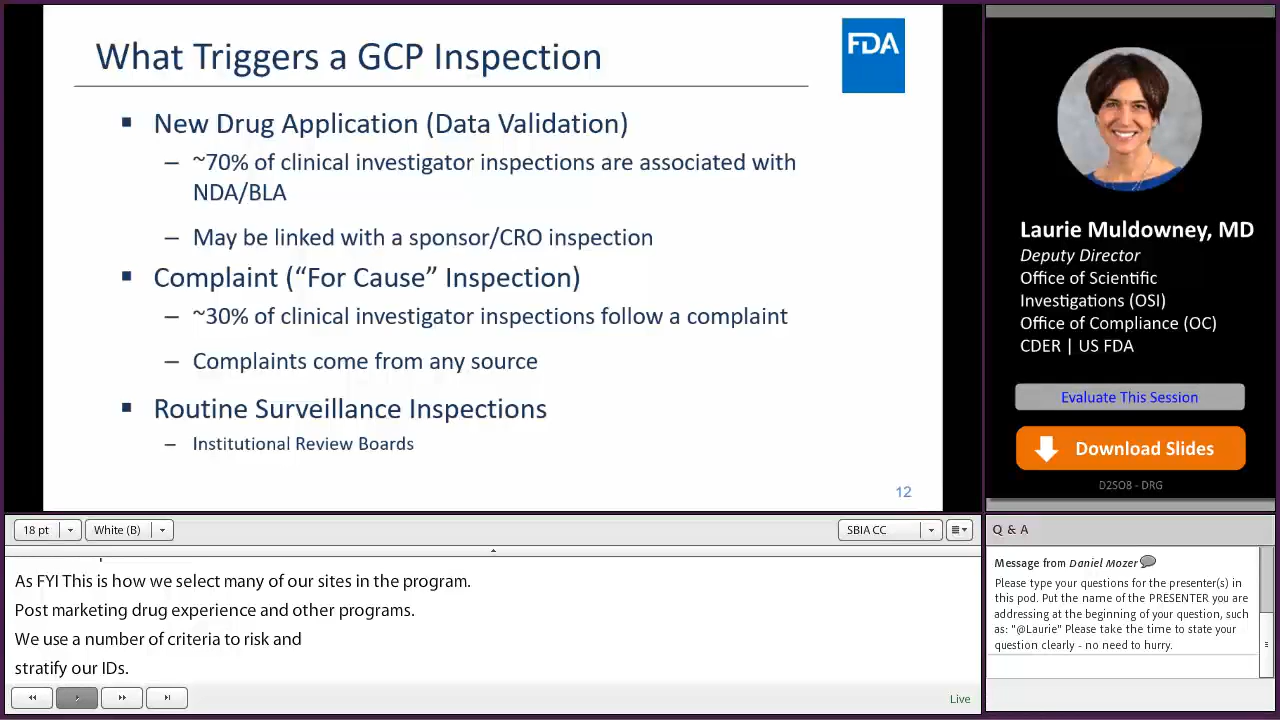 What Triggers a GCP Inspection
FDA
▪ New Drug Application (Data Validation)
– ~70% of clinical investigator inspections are associated with
NDA/BLA
– May be linked with a sponsor/CRO inspection
▪ Complaint (“For Cause” Inspection)
– ~30% of clinical investigator inspections follow a complaint
– Complaints come from any source
▪ Routine Surveillance Inspections
– Institutional Review Boards
12
Laurie Muldowney, MD
Deputy Director
Office of Scientific
Investigations (OSI)
Office of Compliance (OC)
CDER | US FDA
Evaluate This Session
Download Slides
D2SO8 - DRG
18 pt
White (B)
SBIA CC
As FYI This is how we select many of our sites in the program.
Post marketing drug experience and other programs.
We use a number of criteria to risk and
stratify our IDs.
Live
Q & A
Message from Daniel Mozer
Please type your questions for the presenter(s) in
this pod. Put the name of the PRESENTER you are
addressing at the beginning of your question, such
as: "@Laurie" Please take the time to state your
question clearly - no need to hurry.